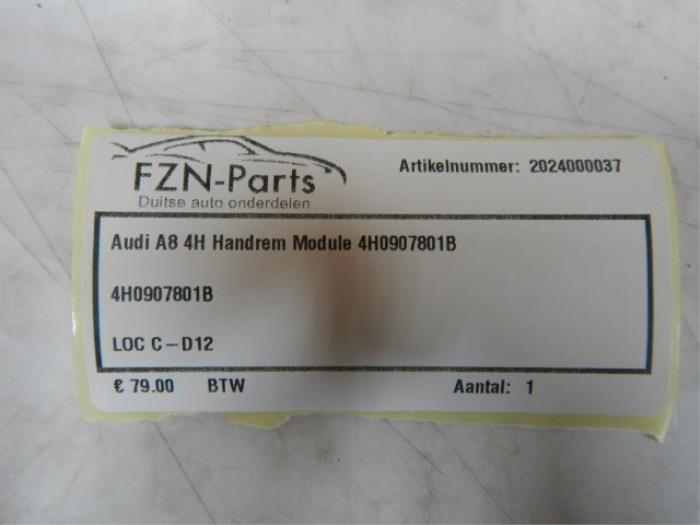 FZN-Parts
Duitse auto onderdelen
Artikelnummer: 2024000037
Audi A8 4H Handrem Module 4H0907801B
4H0907801B
LOC C - D12
€ 79.00 BTW Aantal: 1